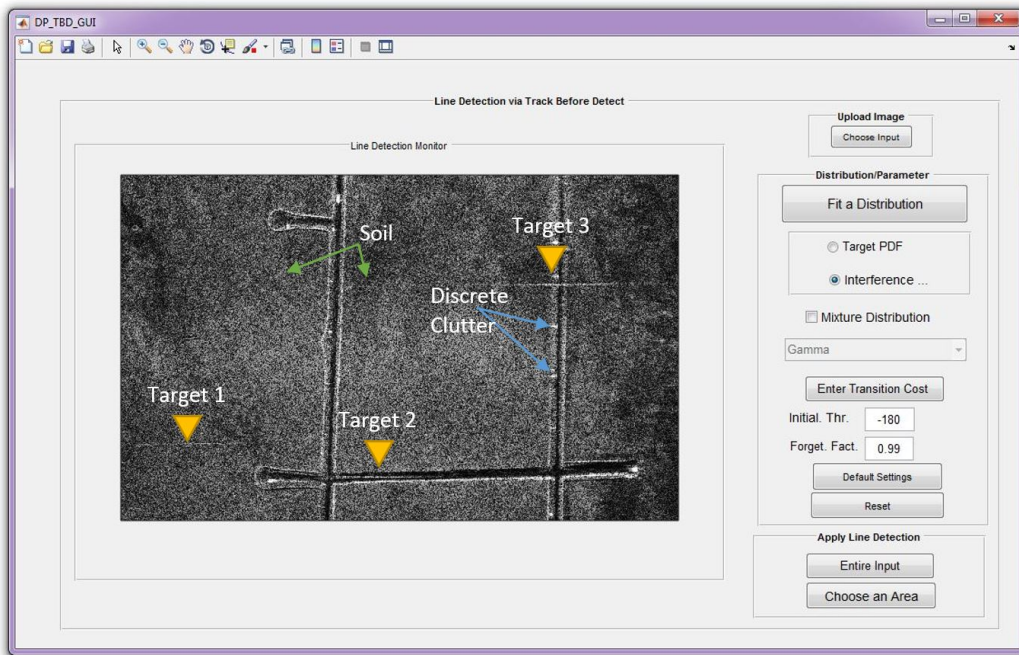 DP_TBD_GUI
Line Detection via Track Before Detect
Line Detection Monitor
Soil
Target 3
Discrete
Clutter
Target 1
Target 2
Upload Image
Choose Input
Distribution/Parameter
Fit a Distribution
Target PDF
Interference ...
Mixture Distribution
Gamma
Enter Transition Cost
Initial. Thr.
-180
Forget. Fact.
0.99
Default Settings
Reset
Apply Line Detection
Entire Input
Choose an Area